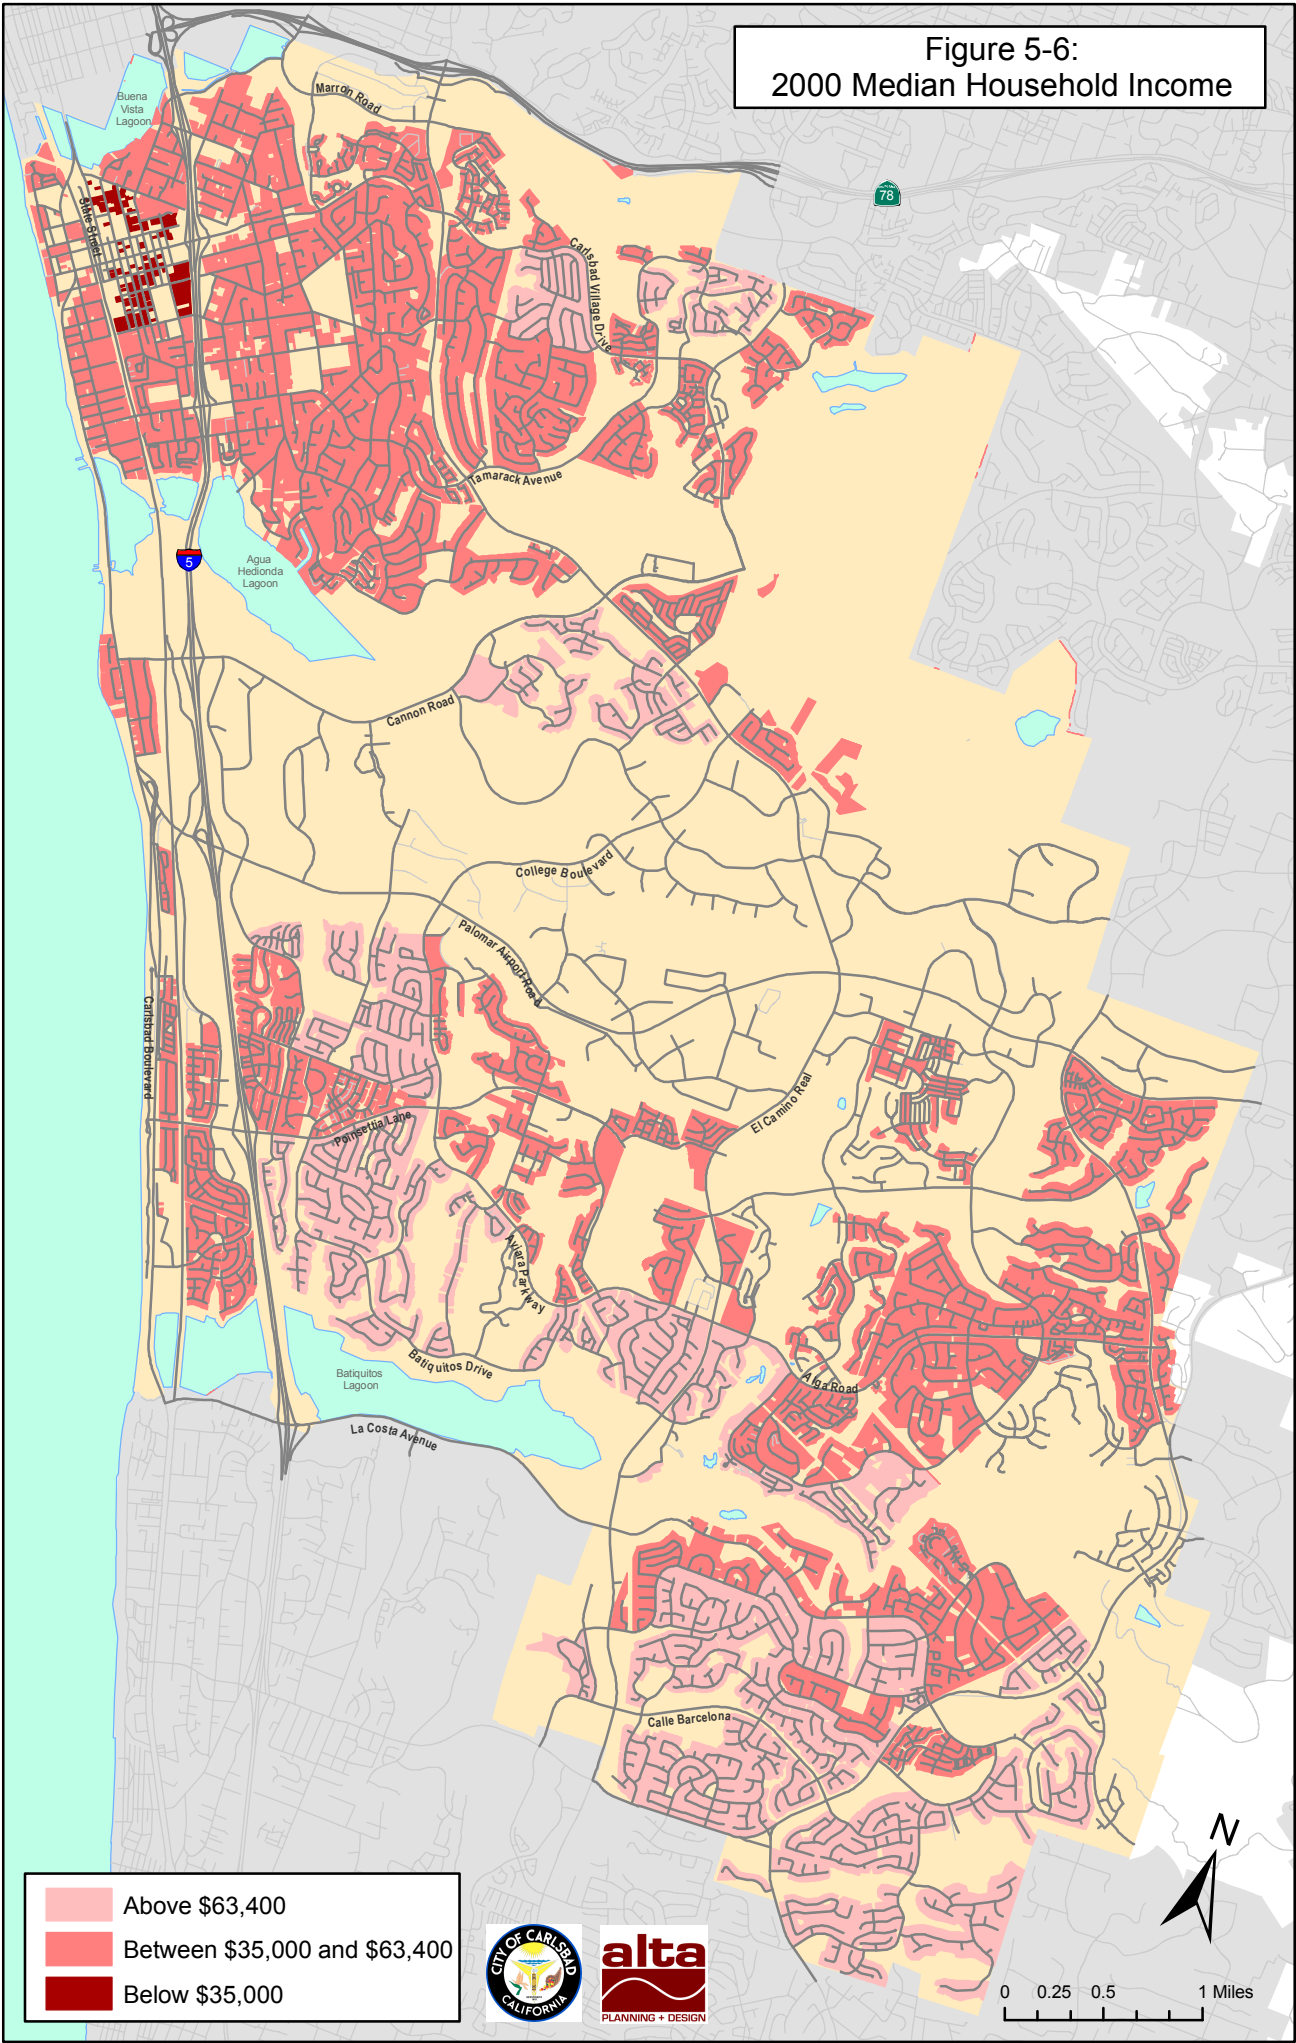 Figure 5-6:
2000 Median Household Income
Marron Road
Buena
Vista
Lagoon
78
State Street
Carlsbad Village Drive
Tamarack Avenue
5
Agua
Hedionda
Lagoon
Cannon Road
College Boulevard
Palomar Airport Road
Carlsbad Boulevard
El Camino Real
Poinsettia Lane
Aviara Parkway
Batiquitos Drive
Batiquitos
Lagoon
Alga Road
La Costa Avenue
Calle Barcelona
N
Above $63,400
Between $35,000 and $63,400
Below $35,000
CITY OF CARLSBAD
CALIFORNIA
alta
PLANNING + DESIGN
0 0.25 0.5 1 Miles